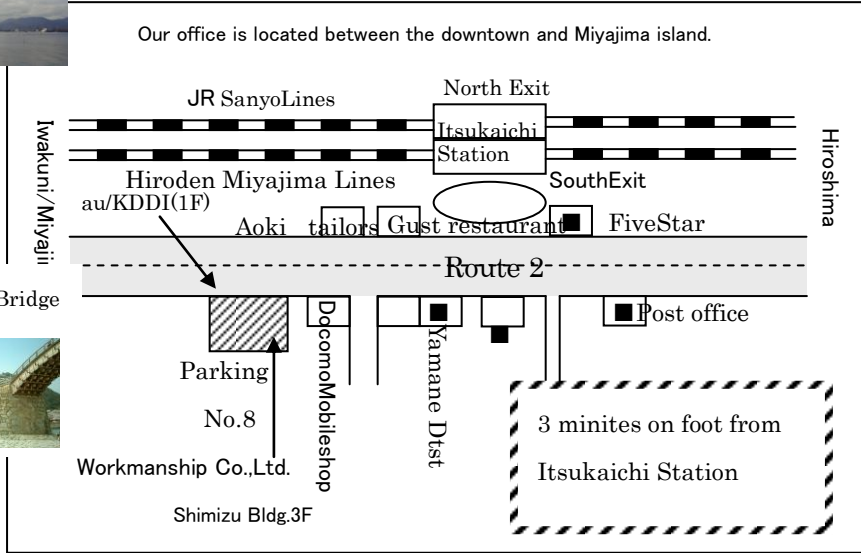 Our office is located between the downtown and Miyajima island.
North Exit
JR SanyoLines
Itsukaichi
Station
Iwakuni/Miyajii
Hiroshima
Hiroden Miyajima Lines
SouthExit
au/KDDI(1F)
Aoki tailors
Gust restaurant
FiveStar
Route 2
Bridge
DocomoMobileshop
Yamane Dtst
Post office
Parking
No.8
Workmanship Co.,Ltd.
Shimizu Bldg.3F
3 minites on foot from
Itsukaichi Station